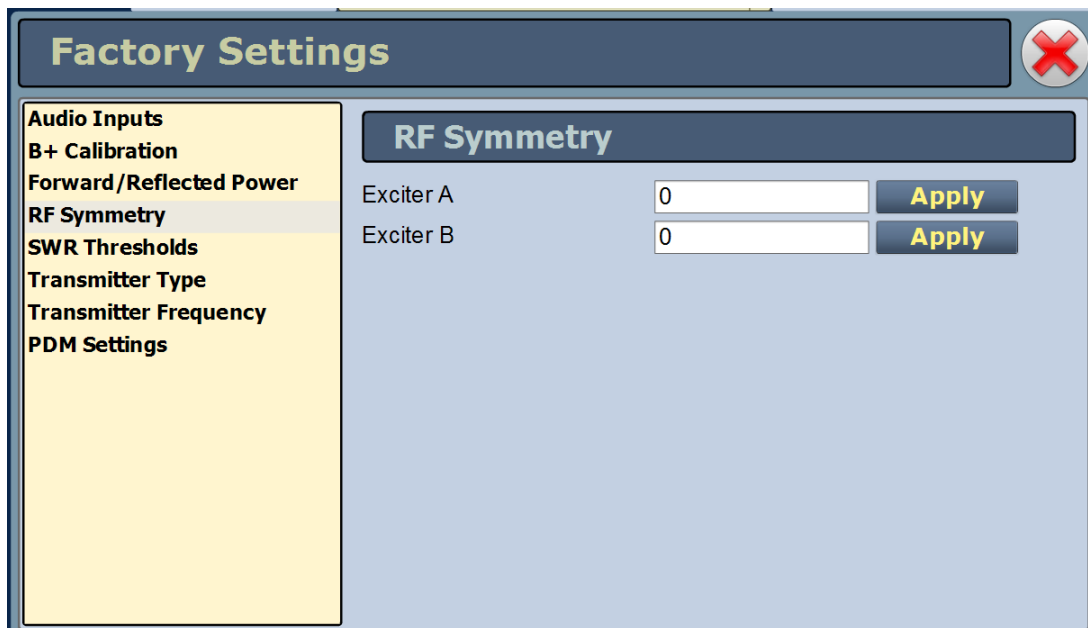 Factory Settings
Audio Inputs
B+ Calibration
Forward/Reflected Power
RF Symmetry
SWR Thresholds
Transmitter Type
Transmitter Frequency
PDM Settings
RF Symmetry
Exciter A 0 Apply
Exciter B 0 Apply